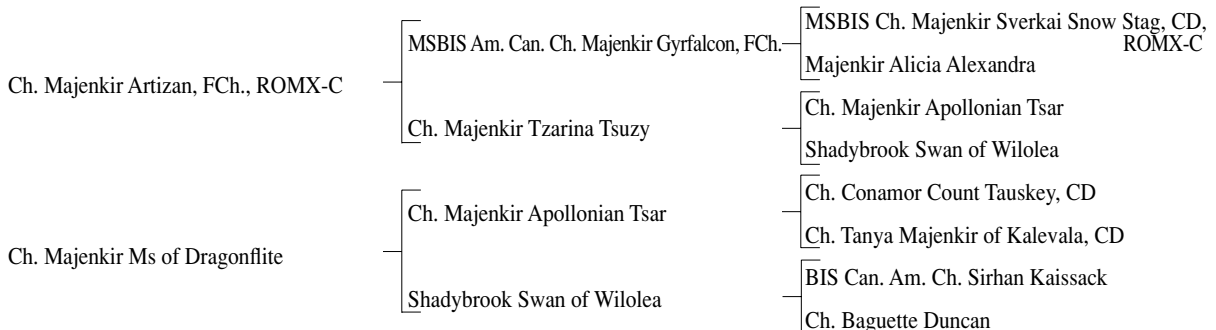 MSBIS Ch. Majenkir Sverkai Snow Stag, CD,
ROMX-C
MSBIS Am. Can. Ch. Majenkir Gyrfalcon, FCh.
Majenkir Alicia Alexandra
Ch. Majenkir Artizan, FCh., ROMX-C
Ch. Majenkir Apollonian Tsar
Ch. Majenkir Tzarina Tsuzy
Shadybrook Swan of Wilolea
Ch. Conamor Count Tauskey, CD
Ch. Majenkir Apollonian Tsar
Ch. Tanya Majenkir of Kalevala, CD
Ch. Majenkir Ms of Dragonflite
BIS Can. Am. Ch. Sirhan Kaissack
Shadybrook Swan of Wilolea
Ch. Baguette Duncan